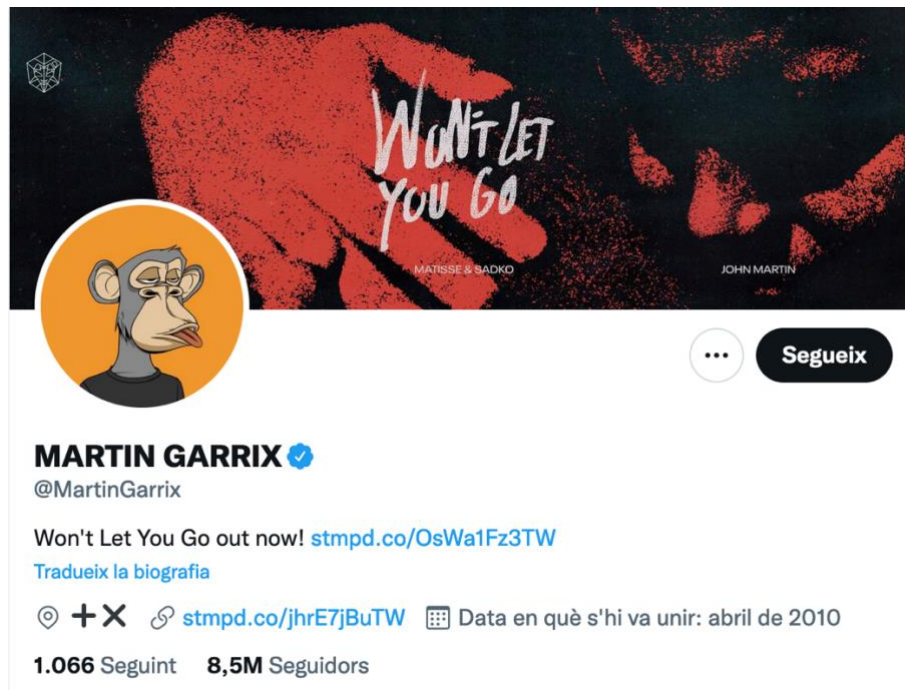 WON'T LET
YOU GO
MATISSE & SADKO
JOHN MARTIN
Segueix
MARTIN GARRIX
@MartinGarrix
Won't Let You Go out now! stmpd.co/OsWa1Fz3TW
Tradueix la biografia
+× stmpd.co/jhrE7jBuTW Data en què s'hi va unir: abril de 2010
1.066 Seguint 8,5M Seguidors